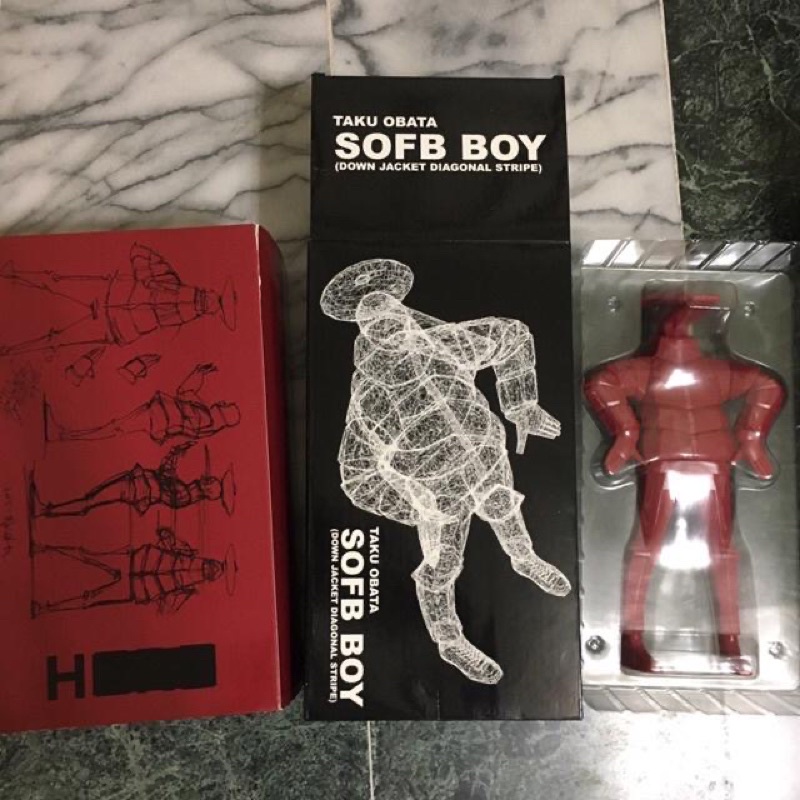 TAKU OBATA
SOFB BOY
(DOWN JACKET DIAGONAL STRIPE)
TAKU OBATA
SOFB BOY
(DOWN JACKET DIAGONAL STRIPE)
H